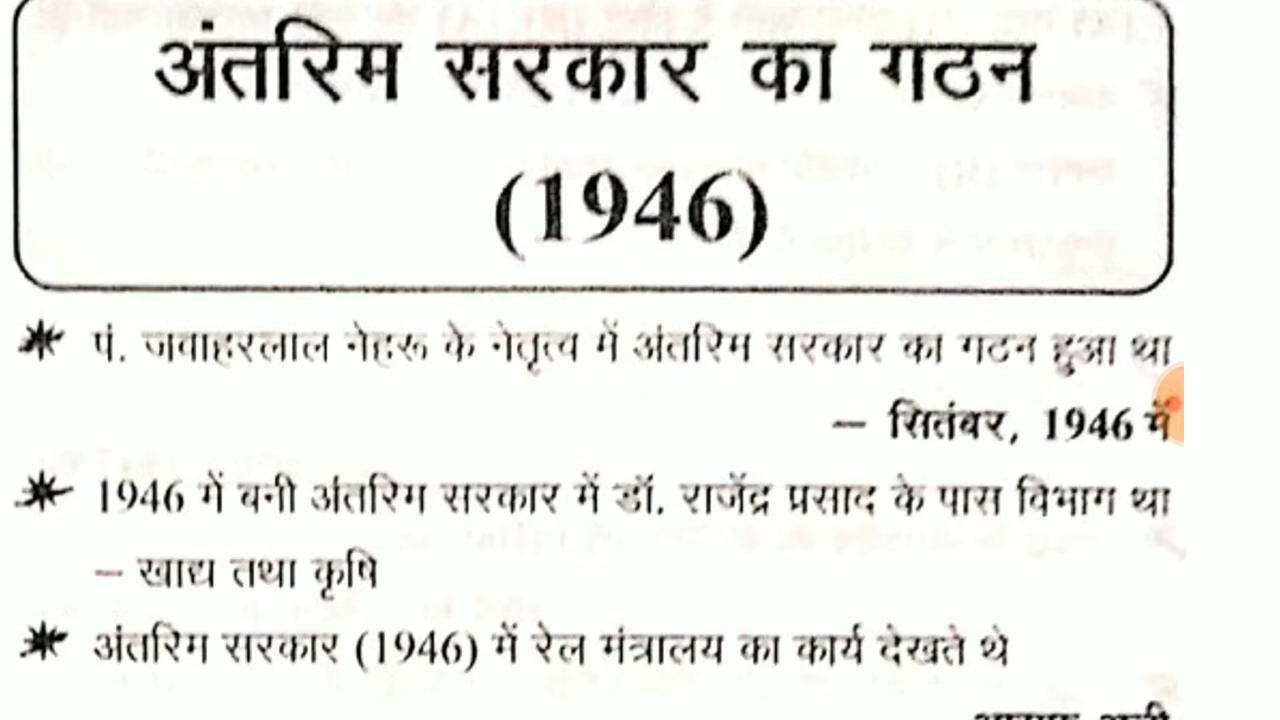 अंतरिम सरकार का गठन
(1946)
* पं. जवाहरलाल नेहरू के नेतृत्व में अंतरिम सरकार का गठन हुआ था
– सितंबर, 1946 में
* 1946 में बनी अंतरिम सरकार में डॉ. राजेंद्र प्रसाद के पास विभाग था
– खाद्य तथा कृषि
* अंतरिम सरकार (1946) में रेल मंत्रालय का कार्य देखते थे